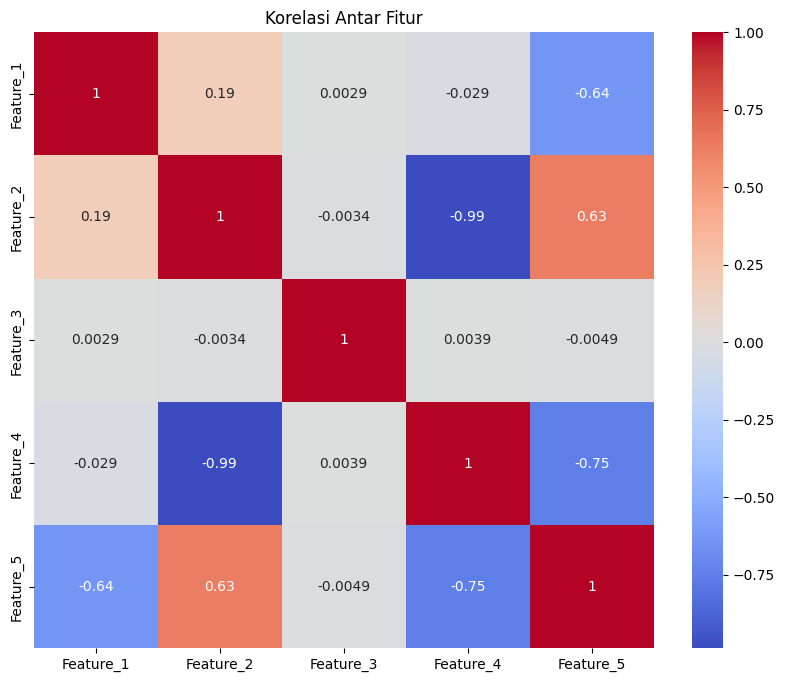 Korelasi Antar Fitur
Feature_1
1 0.19 0.0029 -0.029 -0.64
Feature_2
0.19 1 -0.0034 -0.99 0.63
Feature_3
0.0029 -0.0034 1 0.0039 -0.0049
Feature_4
-0.029 -0.99 0.0039 1 -0.75
Feature_5
-0.64 0.63 -0.0049 -0.75 1
Feature_1 Feature_2 Feature_3 Feature_4 Feature_5
1.00
0.75
0.50
0.25
0.00
−0.25
−0.50
−0.75